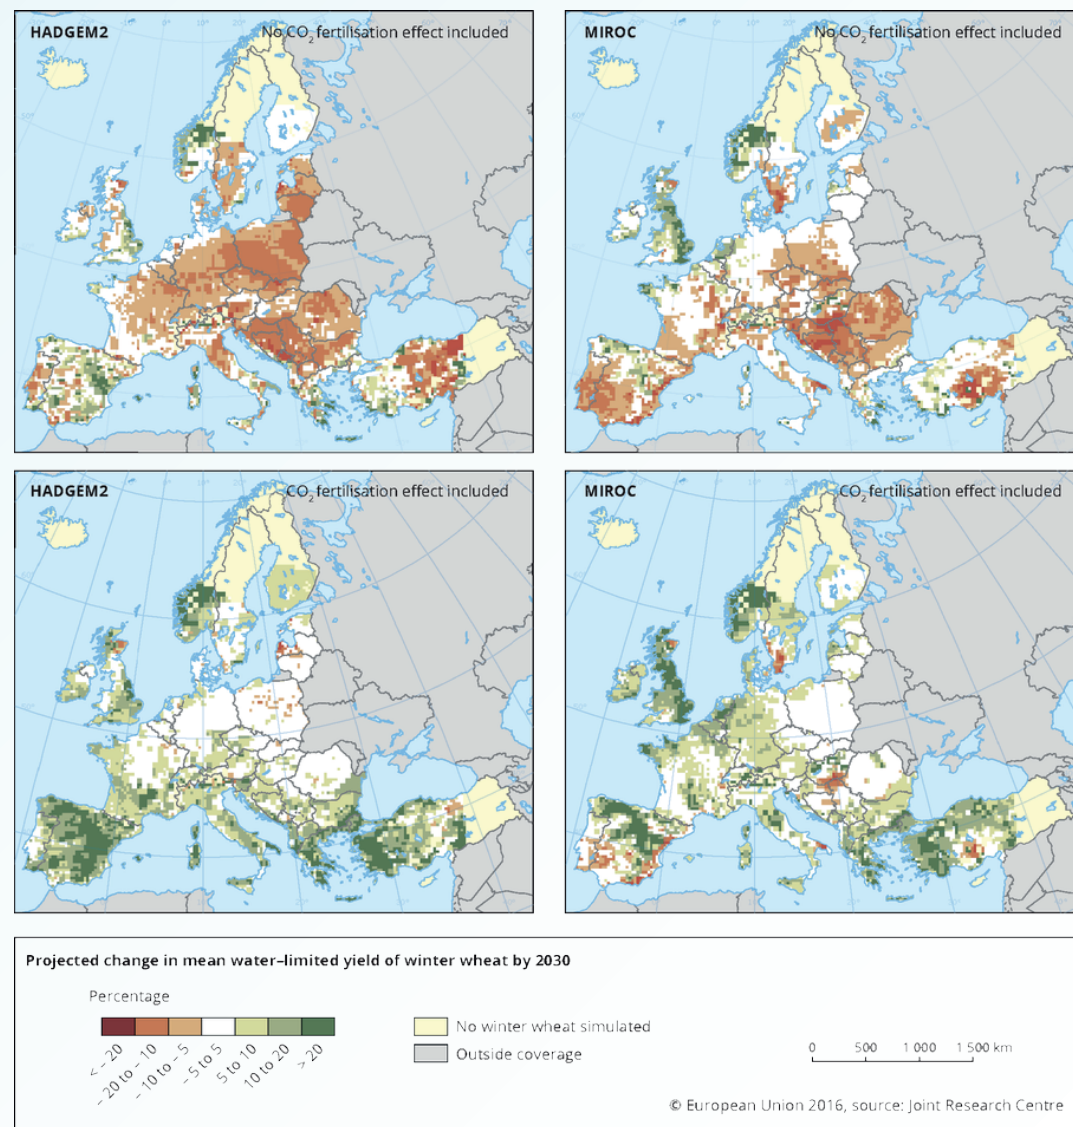 HADGEM2
No CO2 fertilisation effect included
MIROC
No CO2 fertilisation effect included
HADGEM2
CO2 fertilisation effect included
MIROC
CO2 fertilisation effect included
Projected change in mean water–limited yield of winter wheat by 2030
Percentage
< – 20
– 20 to – 10
– 10 to – 5
– 5 to 5
5 to 10
10 to 20
> 20
No winter wheat simulated
Outside coverage
0 500 1 000 1 500 km
© European Union 2016, source: Joint Research Centre